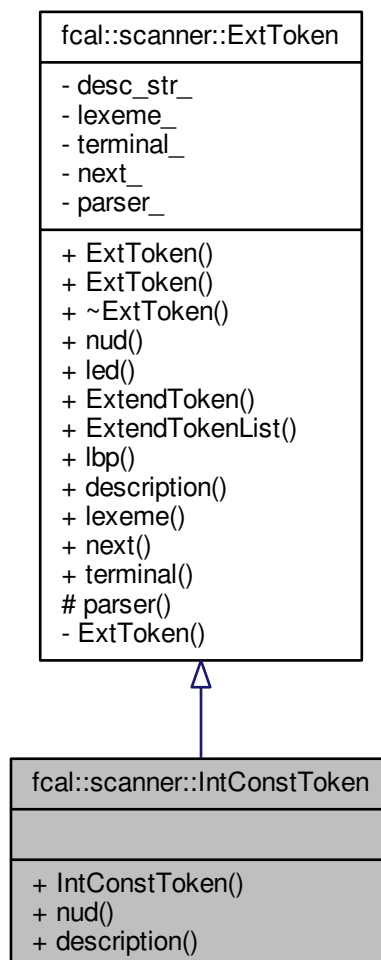 fcal::scanner::ExtToken
- desc_str_
- lexeme_
- terminal_
- next_
- parser_
+ ExtToken()
+ ExtToken()
+ ~ExtToken()
+ nud()
+ led()
+ ExtendToken()
+ ExtendTokenList()
+ lbp()
+ description()
+ lexeme()
+ next()
+ terminal()
# parser()
- ExtToken()
fcal::scanner::IntConstToken
+ IntConstToken()
+ nud()
+ description()